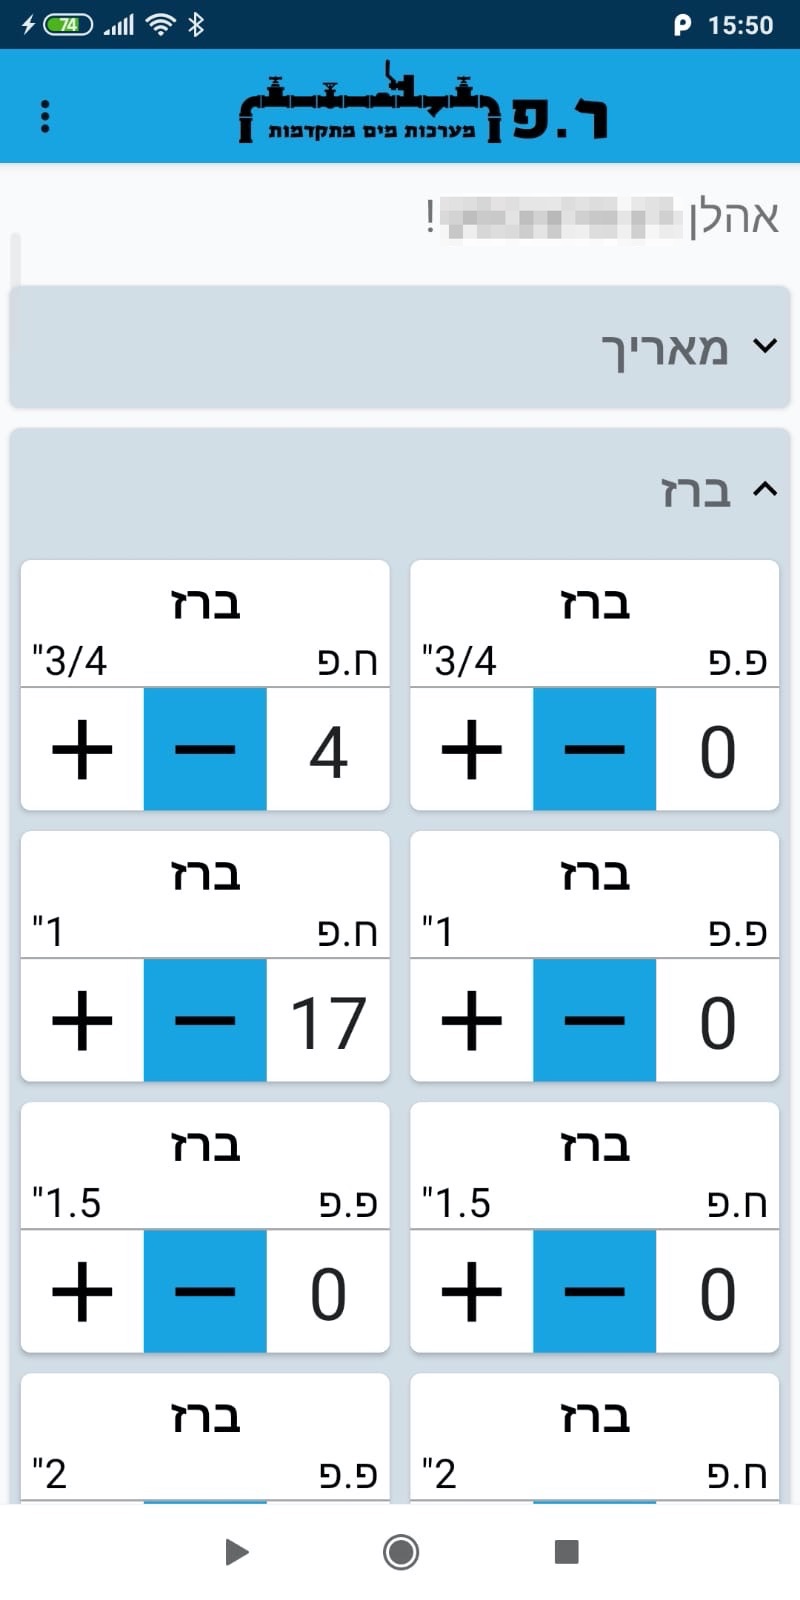 74
15:50
ר.פ
מערכות מים מתקדמות
אהלן !
מאריך
ברז
ברז
פ.פ 3/4"
0
ברז
ח.פ 3/4"
4
ברז
פ.פ 1"
0
ברז
ח.פ 1"
17
ברז
ח.פ 1.5"
0
ברז
פ.פ 1.5"
0
ברז
ח.פ 2"
ברז
פ.פ 2"